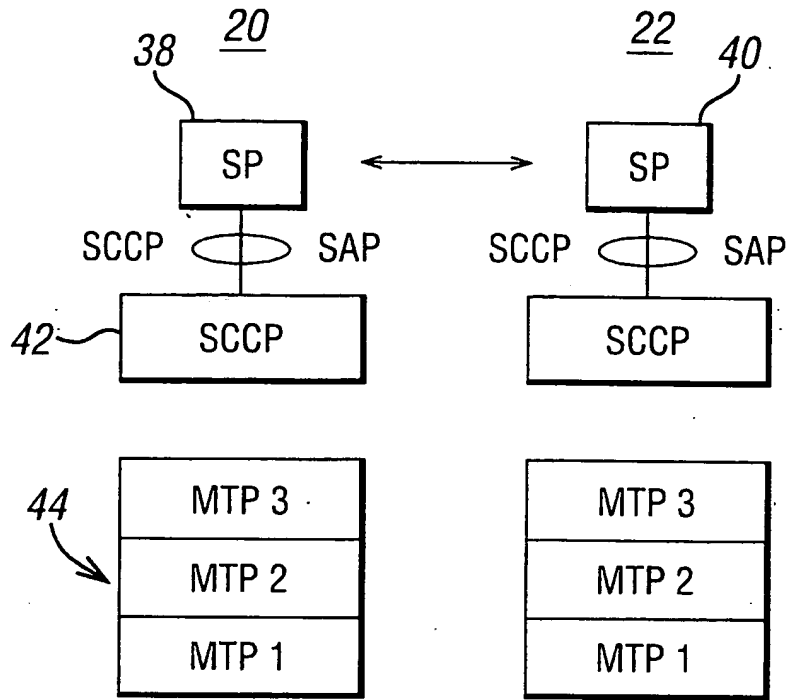 20 22
38 40
SP SP
SCCP SAP SCCP SAP
42 SCCP SCCP
MTP 3 MTP 3
44
MTP 2 MTP 2
MTP 1 MTP 1